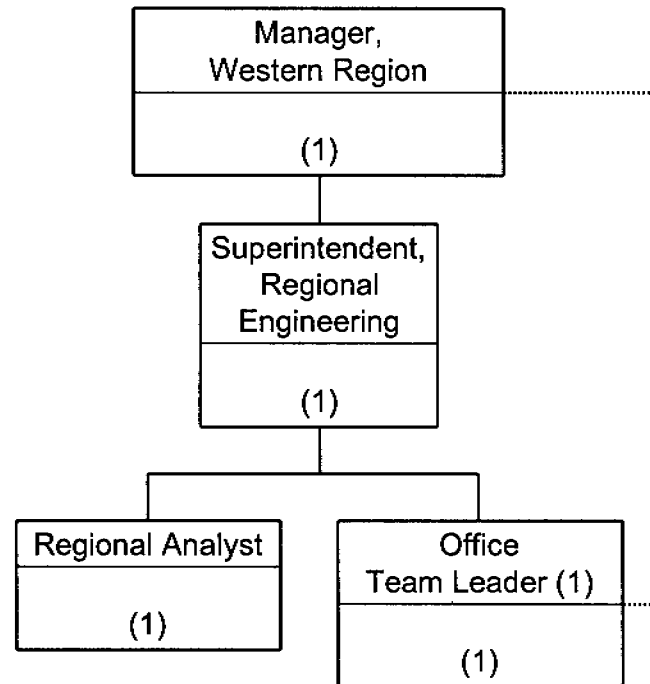 Manager,
Western Region
(1)
Superintendent,
Regional
Engineering
(1)
Regional Analyst
(1)
Office
Team Leader (1)
(1)